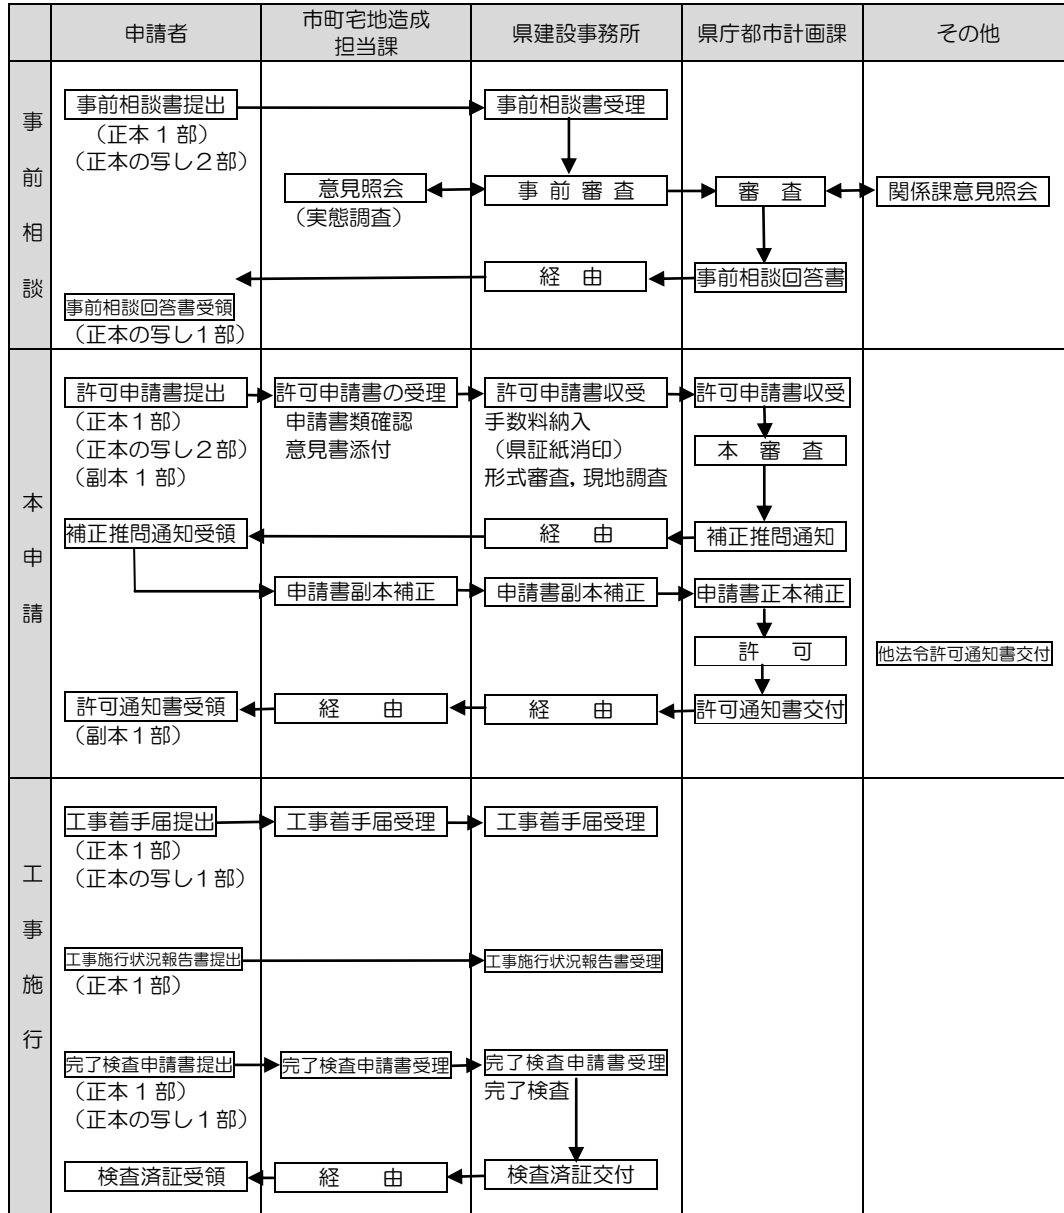 申請者
市町宅地造成
担当課
県建設事務所
県庁都市計画課
その他
事前相談
事前相談書提出
事前相談書受理
（正本1部）
（正本の写し2部）
意見照会
事前審査
審査
関係課意見照会
（実態調査）
経由
事前相談回答書
事前相談回答書受領
（正本の写し1部）
本申請
許可申請書提出
許可申請書の受理
許可申請書収受
許可申請書収受
（正本1部）
申請書類確認
手数料納入
（正本の写し2部）
意見書添付
（県証紙消印）
本審査
（副本1部）
形式審査，現地調査
補正推問通知受領
経由
補正推問通知
申請書副本補正
申請書副本補正
申請書正本補正
許可
他法令許可通知書交付
許可通知書受領
経由
経由
許可通知書交付
（副本1部）
工事施行
工事着手届提出
工事着手届受理
工事着手届受理
（正本1部）
（正本の写し1部）
工事施行状況報告書提出
工事施行状況報告書受理
（正本1部）
完了検査申請書提出
完了検査申請書受理
完了検査申請書受理
（正本1部）
完了検査
（正本の写し1部）
検査済証受領
経由
検査済証交付